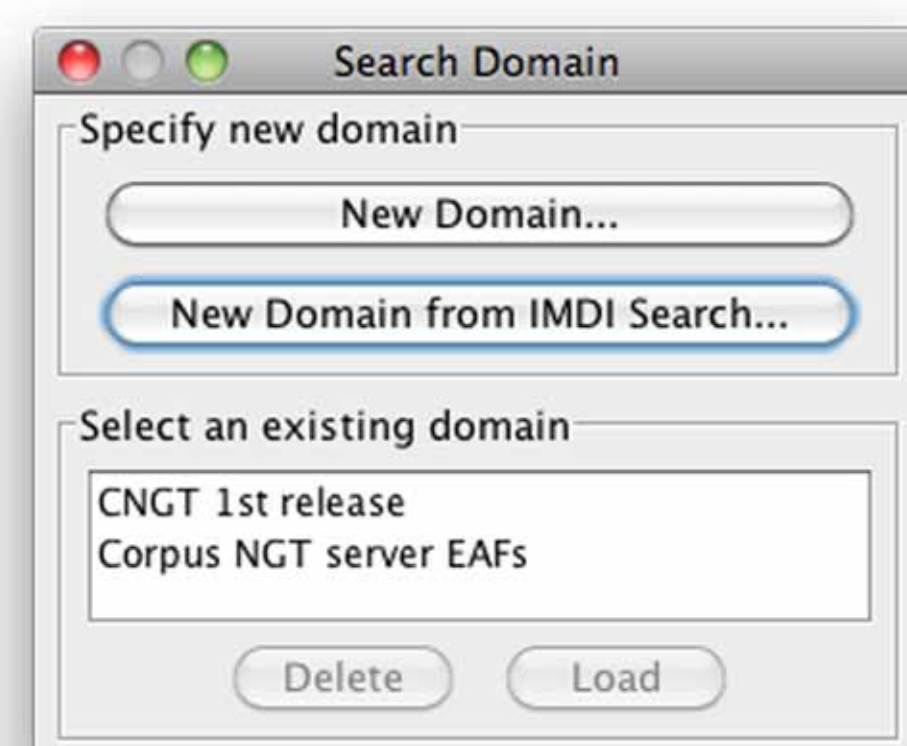 Search Domain
Specify new domain
New Domain...
New Domain from IMDI Search...
Select an existing domain
CNGT 1st release
Corpus NGT server EAFs
Delete Load